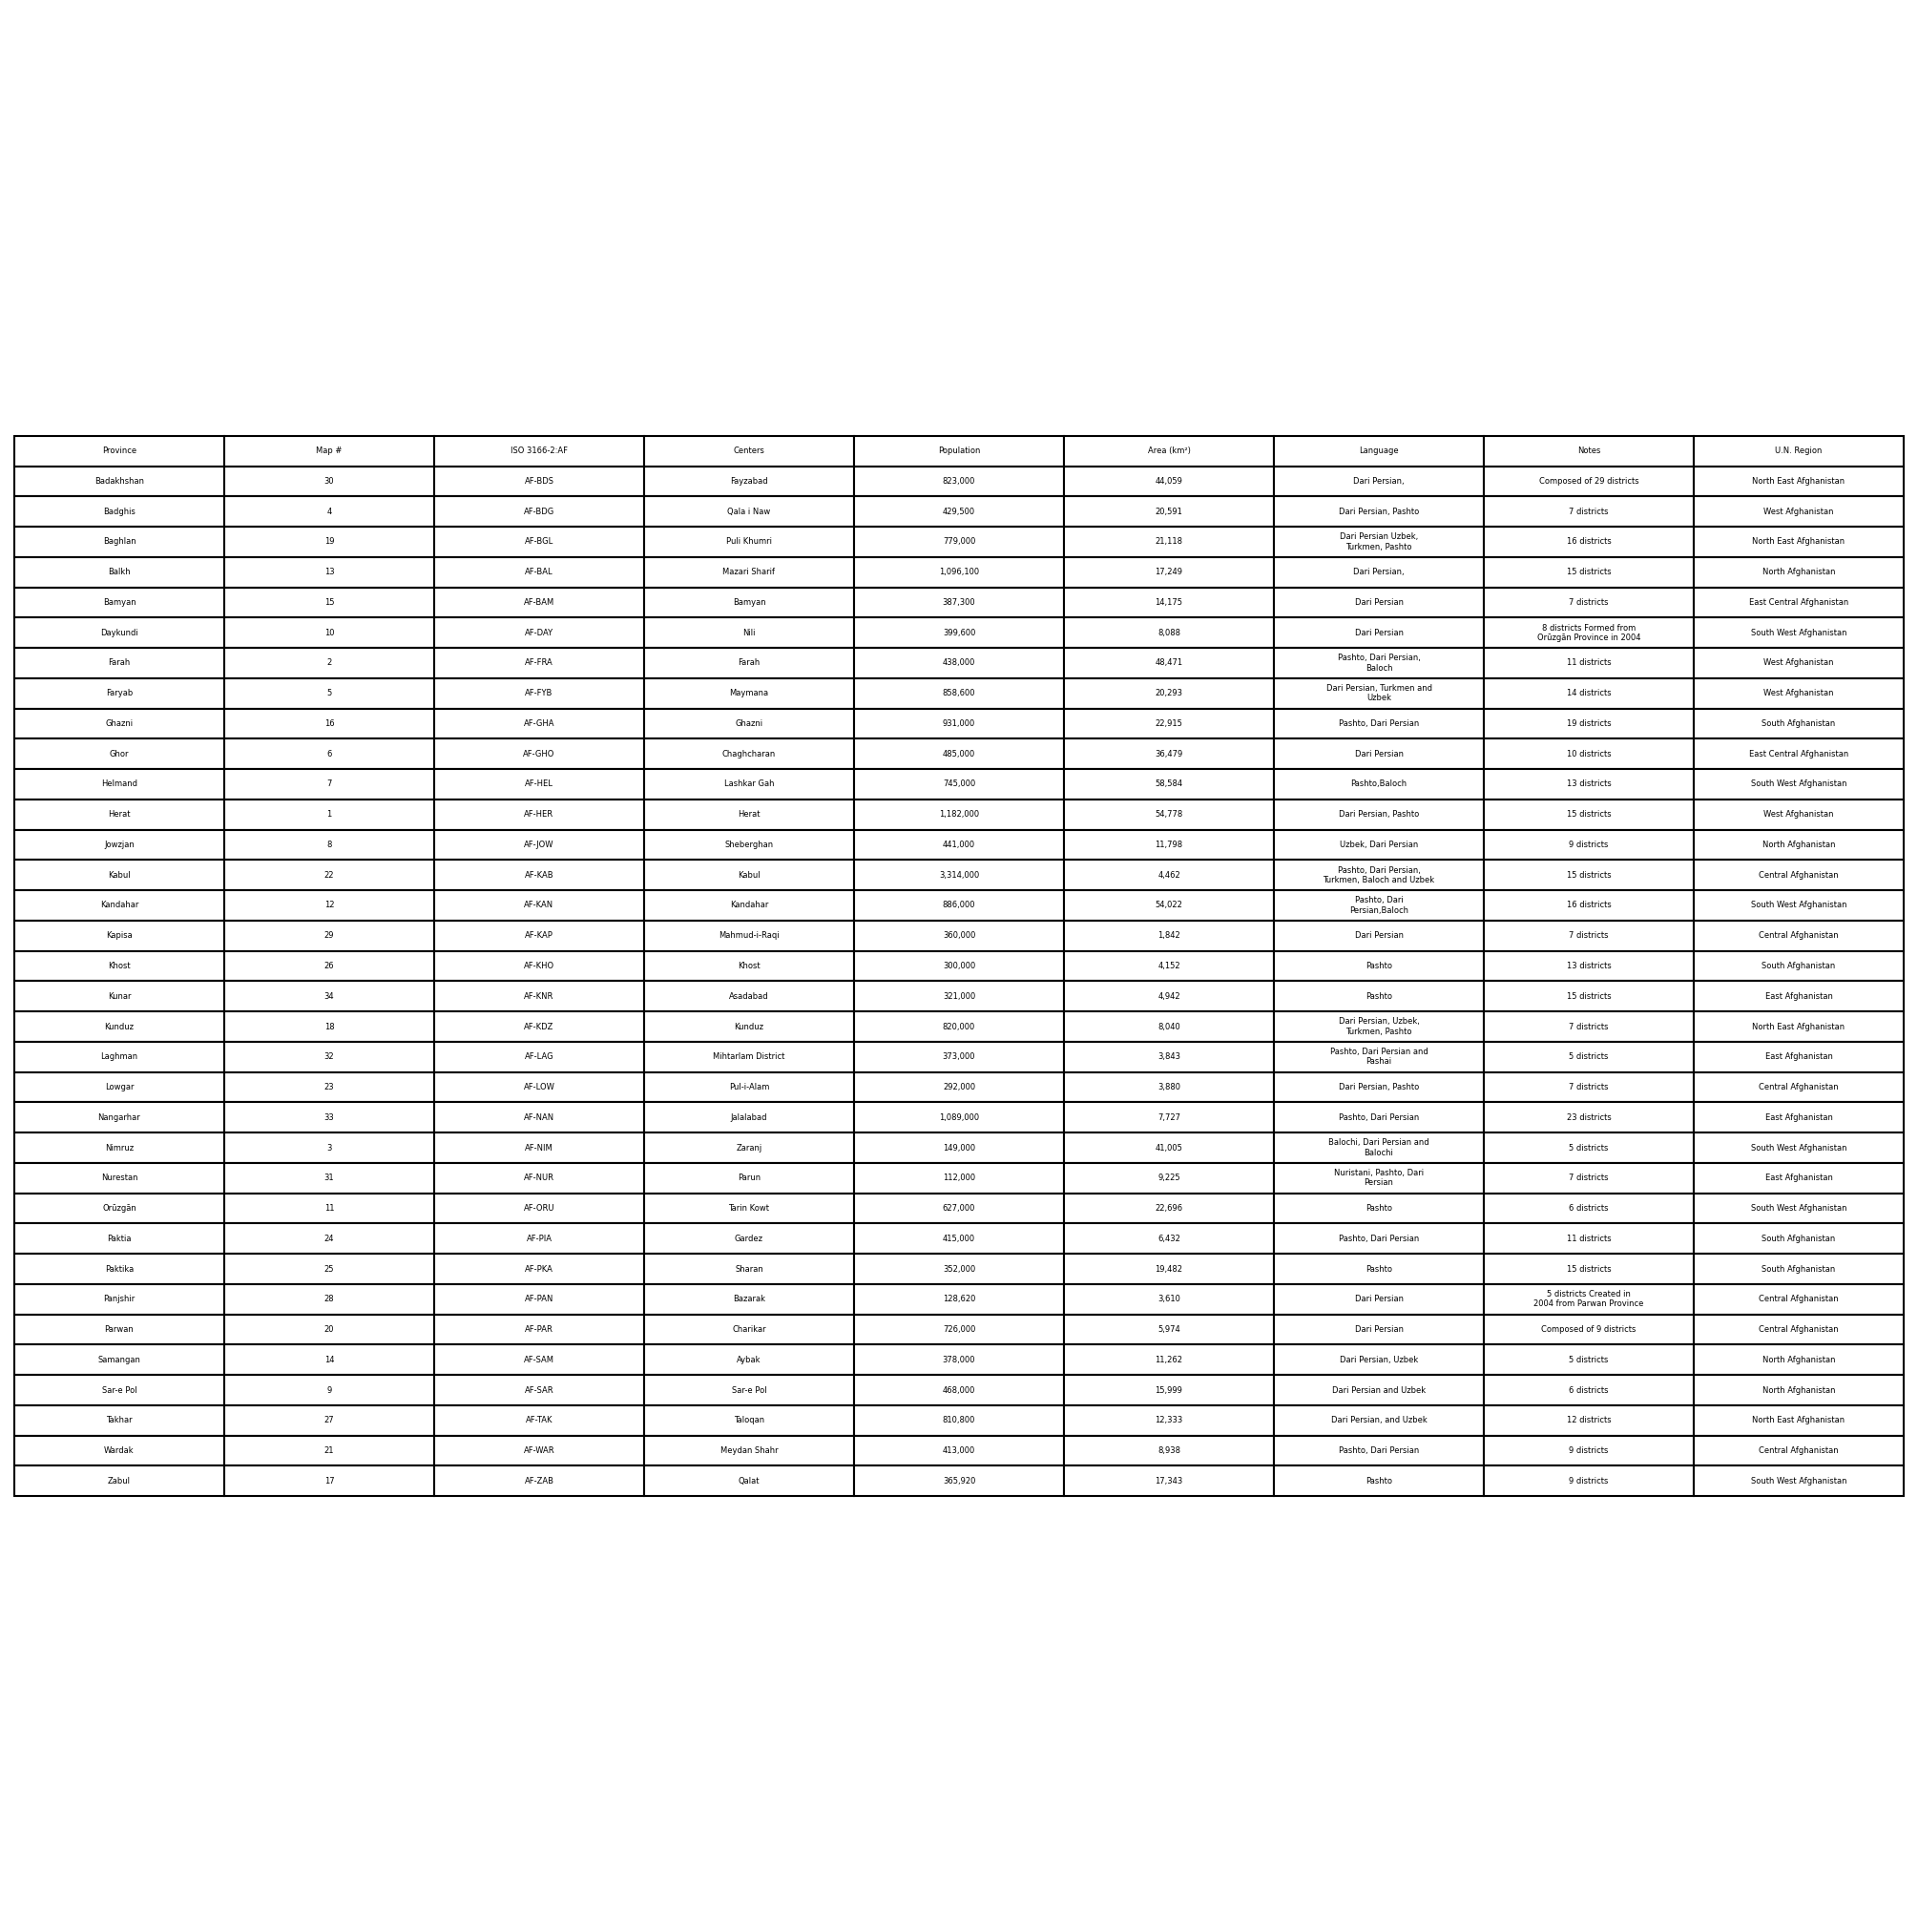 Province Map # ISO 3166-2:AF Centers Population Area (km²) Language Notes U.N. Region
Badakhshan 30 AF-BDS Fayzabad 823,000 44,059 Dari Persian, Composed of 29 districts North East Afghanistan
Badghis 4 AF-BDG Qala i Naw 429,500 20,591 Dari Persian, Pashto 7 districts West Afghanistan
Baghlan 19 AF-BGL Puli Khumri 779,000 21,118 Dari Persian Uzbek, Turkmen, Pashto 16 districts North East Afghanistan
Balkh 13 AF-BAL Mazari Sharif 1,096,100 17,249 Dari Persian, 15 districts North Afghanistan
Bamyan 15 AF-BAM Bamyan 387,300 14,175 Dari Persian 7 districts East Central Afghanistan
Daykundi 10 AF-DAY Nili 399,600 8,088 Dari Persian 8 districts Formed from Orūzgān Province in 2004 South West Afghanistan
Farah 2 AF-FRA Farah 438,000 48,471 Pashto, Dari Persian, Baloch 11 districts West Afghanistan
Faryab 5 AF-FYB Maymana 858,600 20,293 Dari Persian, Turkmen and Uzbek 14 districts West Afghanistan
Ghazni 16 AF-GHA Ghazni 931,000 22,915 Pashto, Dari Persian 19 districts South Afghanistan
Ghor 6 AF-GHO Chaghcharan 485,000 36,479 Dari Persian 10 districts East Central Afghanistan
Helmand 7 AF-HEL Lashkar Gah 745,000 58,584 Pashto,Baloch 13 districts South West Afghanistan
Herat 1 AF-HER Herat 1,182,000 54,778 Dari Persian, Pashto 15 districts West Afghanistan
Jowzjan 8 AF-JOW Sheberghan 441,000 11,798 Uzbek, Dari Persian 9 districts North Afghanistan
Kabul 22 AF-KAB Kabul 3,314,000 4,462 Pashto, Dari Persian, Turkmen, Baloch and Uzbek 15 districts Central Afghanistan
Kandahar 12 AF-KAN Kandahar 886,000 54,022 Pashto, Dari Persian,Baloch 16 districts South West Afghanistan
Kapisa 29 AF-KAP Mahmud-i-Raqi 360,000 1,842 Dari Persian 7 districts Central Afghanistan
Khost 26 AF-KHO Khost 300,000 4,152 Pashto 13 districts South Afghanistan
Kunar 34 AF-KNR Asadabad 321,000 4,942 Pashto 15 districts East Afghanistan
Kunduz 18 AF-KDZ Kunduz 820,000 8,040 Dari Persian, Uzbek, Turkmen, Pashto 7 districts North East Afghanistan
Laghman 32 AF-LAG Mihtarlam District 373,000 3,843 Pashto, Dari Persian and Pashai 5 districts East Afghanistan
Lowgar 23 AF-LOW Pul-i-Alam 292,000 3,880 Dari Persian, Pashto 7 districts Central Afghanistan
Nangarhar 33 AF-NAN Jalalabad 1,089,000 7,727 Pashto, Dari Persian 23 districts East Afghanistan
Nimruz 3 AF-NIM Zaranj 149,000 41,005 Balochi, Dari Persian and Balochi 5 districts South West Afghanistan
Nurestan 31 AF-NUR Parun 112,000 9,225 Nuristani, Pashto, Dari Persian 7 districts East Afghanistan
Orūzgān 11 AF-ORU Tarin Kowt 627,000 22,696 Pashto 6 districts South West Afghanistan
Paktia 24 AF-PIA Gardez 415,000 6,432 Pashto, Dari Persian 11 districts South Afghanistan
Paktika 25 AF-PKA Sharan 352,000 19,482 Pashto 15 districts South Afghanistan
Panjshir 28 AF-PAN Bazarak 128,620 3,610 Dari Persian 5 districts Created in 2004 from Parwan Province Central Afghanistan
Parwan 20 AF-PAR Charikar 726,000 5,974 Dari Persian Composed of 9 districts Central Afghanistan
Samangan 14 AF-SAM Aybak 378,000 11,262 Dari Persian, Uzbek 5 districts North Afghanistan
Sar-e Pol 9 AF-SAR Sar-e Pol 468,000 15,999 Dari Persian and Uzbek 6 districts North Afghanistan
Takhar 27 AF-TAK Taloqan 810,800 12,333 Dari Persian, and Uzbek 12 districts North East Afghanistan
Wardak 21 AF-WAR Meydan Shahr 413,000 8,938 Pashto, Dari Persian 9 districts Central Afghanistan
Zabul 17 AF-ZAB Qalat 365,920 17,343 Pashto 9 districts South West Afghanistan